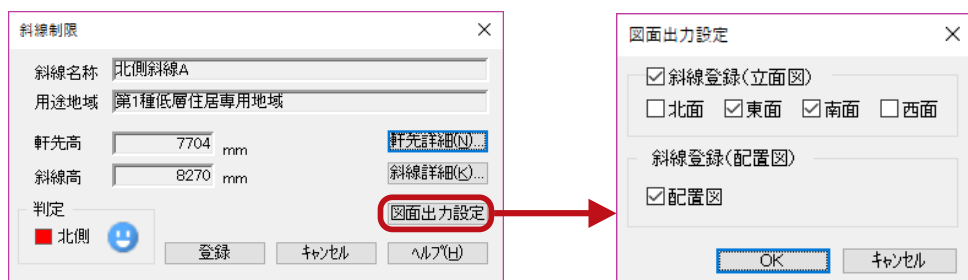 斜線制限
斜線名称 北側斜線A
用途地域 第1種低層住居専用地域
軒先高 7704 mm 軒先詳細(N)...
斜線高 8270 mm 斜線詳細(K)...
判定 図面出力設定
北側
登録 キャンセル ヘルプ(H)
図面出力設定
斜線登録(立面図)
北面 東面 南面 西面
斜線登録(配置図)
配置図
OK キャンセル